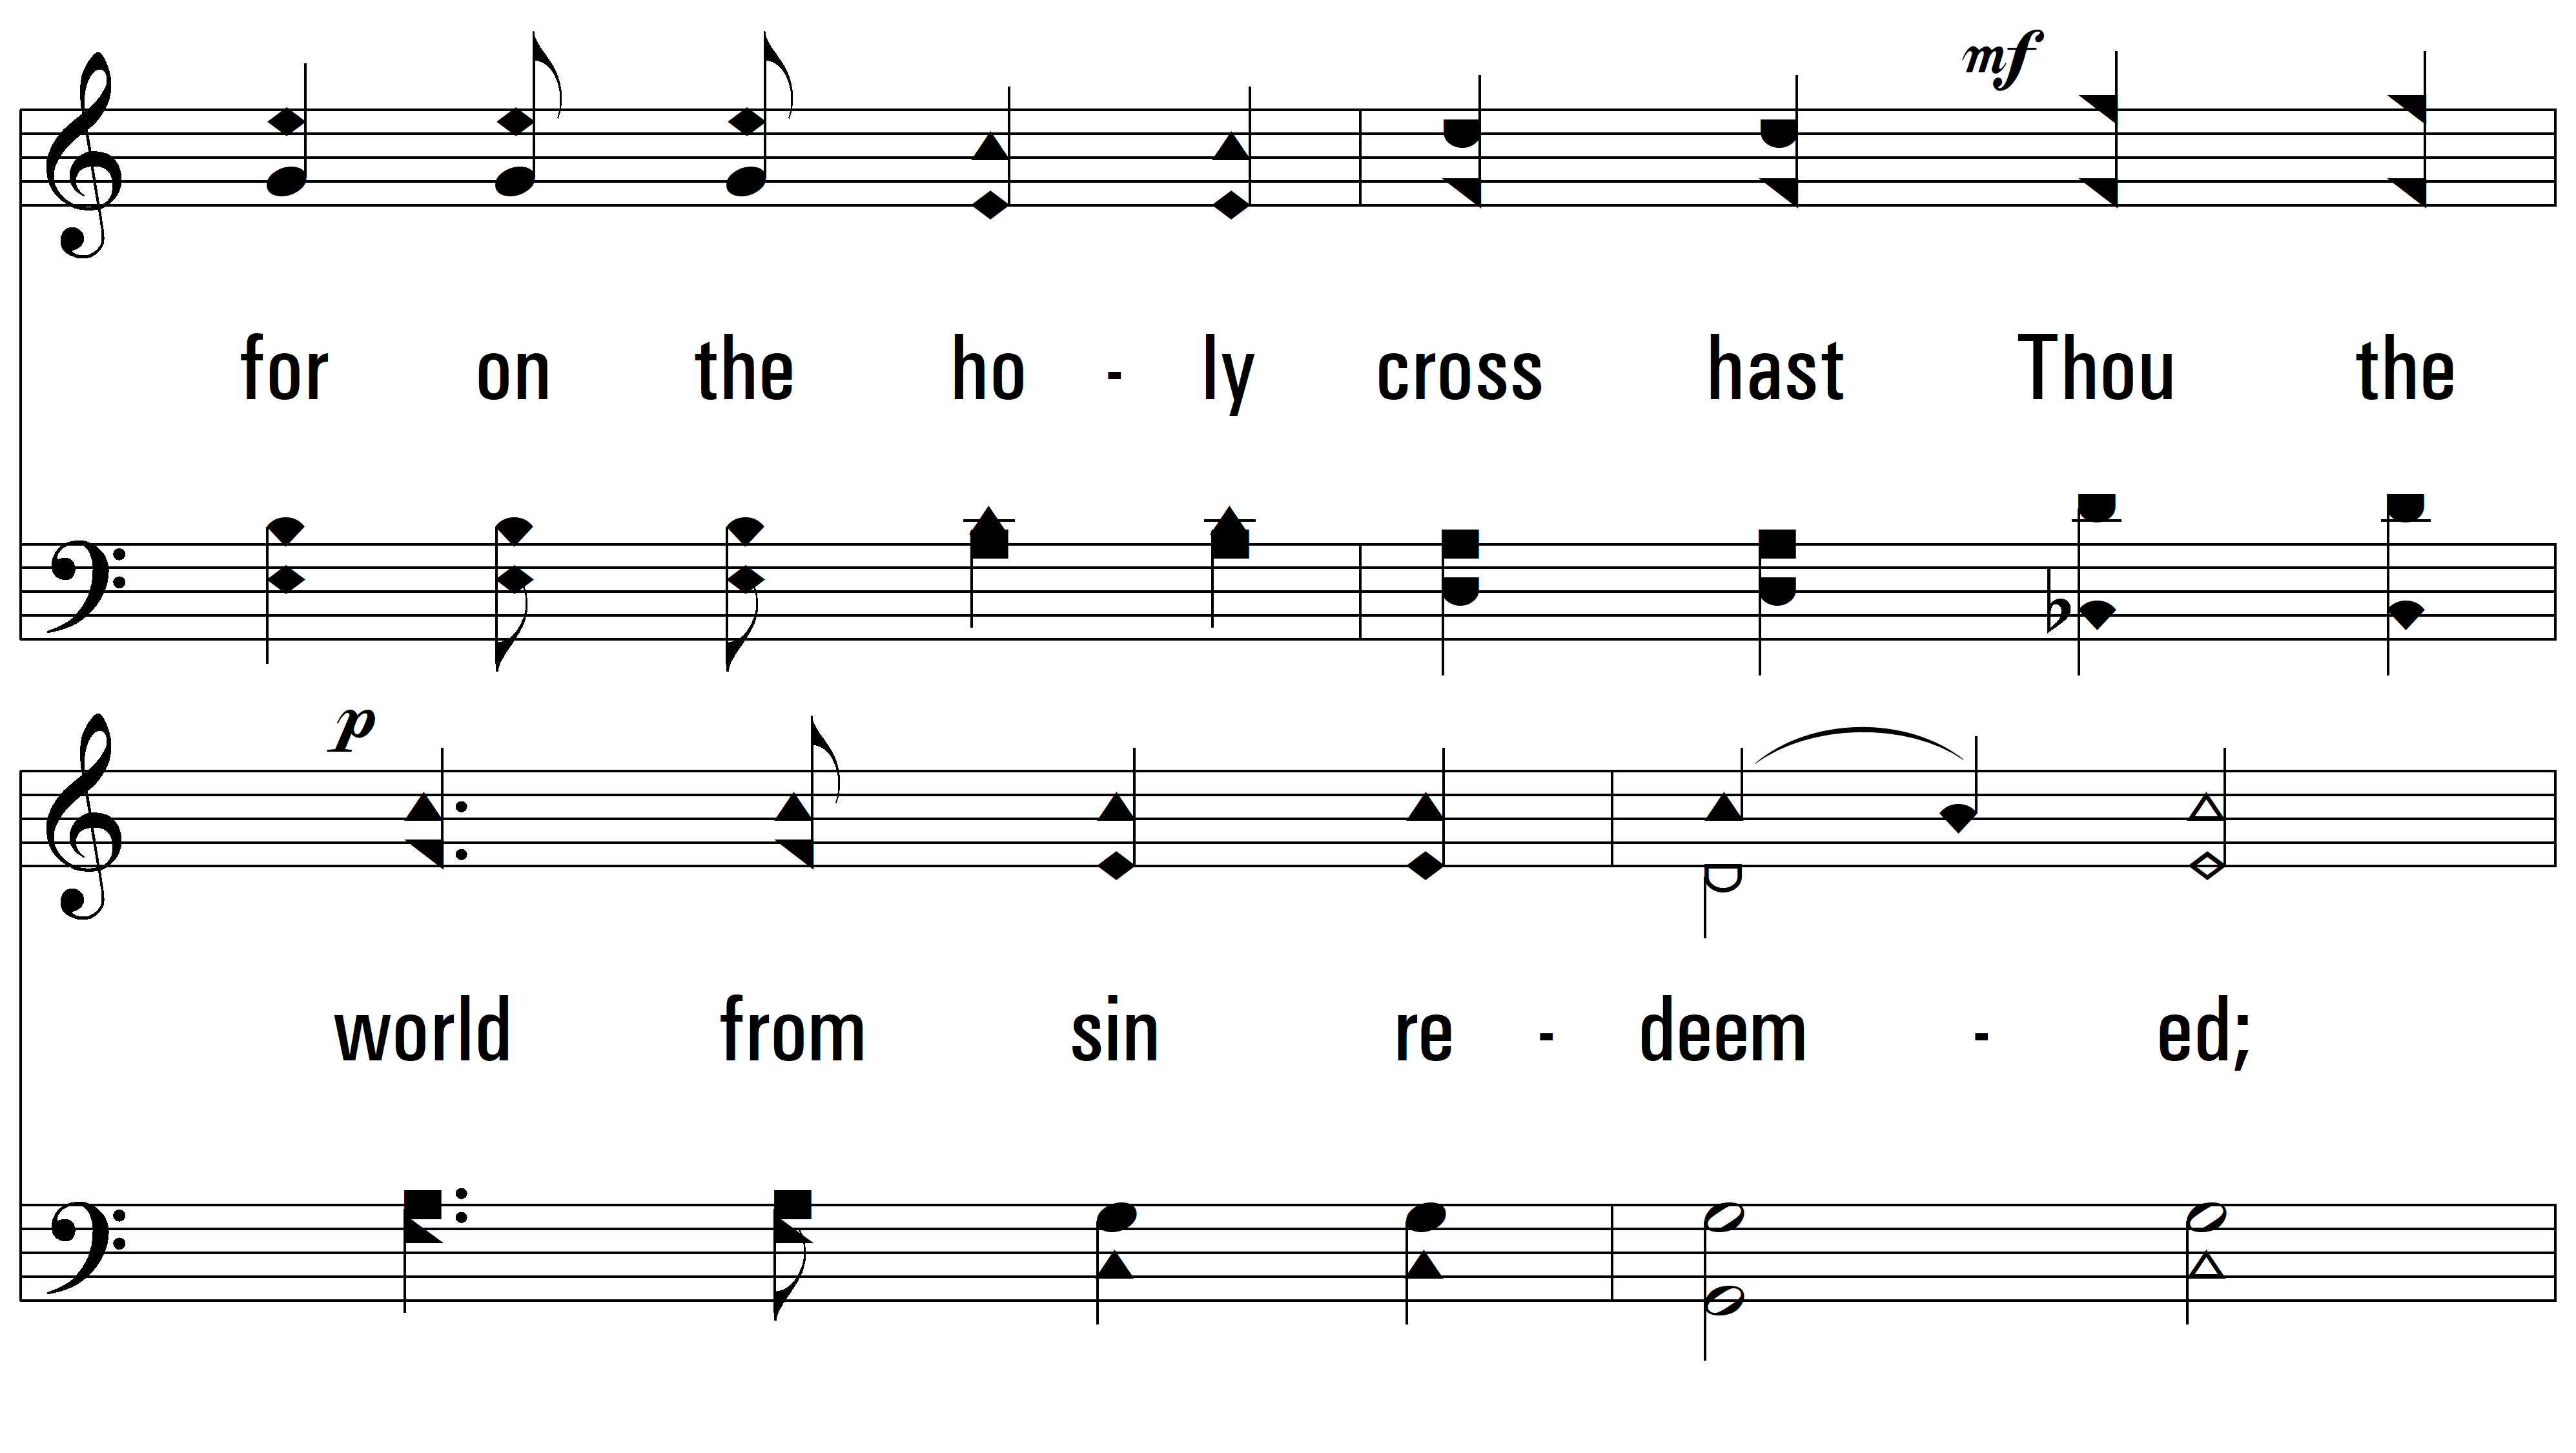 mf
for on the ho - ly cross hast Thou the
p
world from sin re - deem - ed;